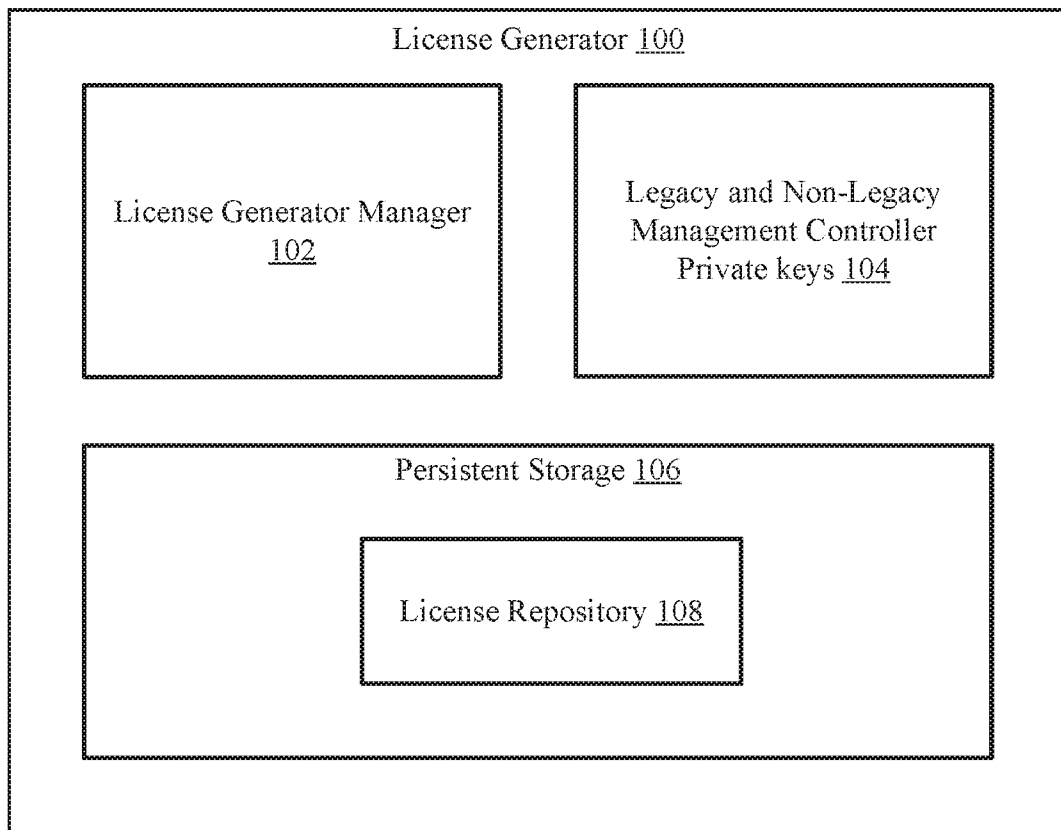 License Generator 100
License Generator Manager
102
Legacy and Non-Legacy
Management Controller
Private keys 104
Persistent Storage 106
License Repository 108